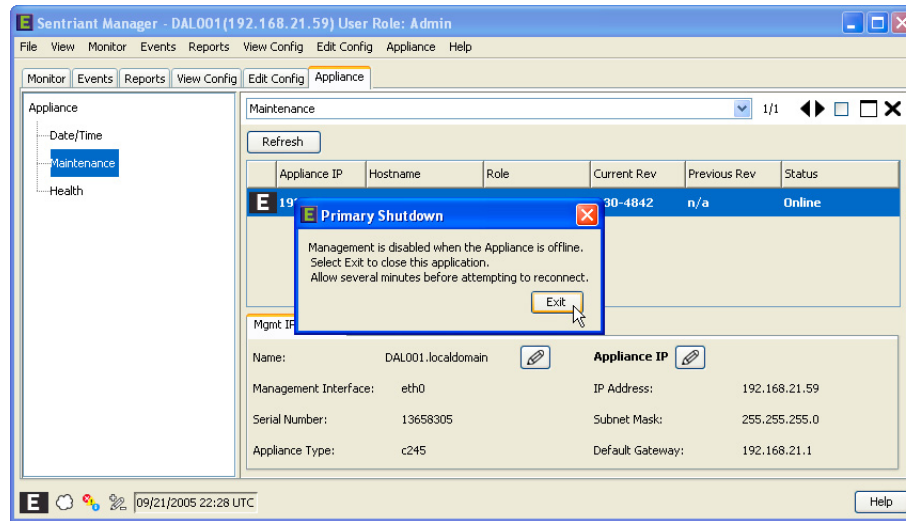 E Sentriant Manager - DAL001(192.168.21.59) User Role: Admin
File View Monitor Events Reports View Config Edit Config Appliance Help
Monitor Events Reports View Config Edit Config Appliance
Appliance
Date/Time
Maintenance
Health
Maintenance 1/1
Refresh
Appliance IP Hostname Role Current Rev Previous Rev Status
E 30-4842 n/a Online
E Primary Shutdown
Management is disabled when the Appliance is offline.
Select Exit to close this application.
Allow several minutes before attempting to reconnect.
Exit
Mgmt IP
Name: DAL001.localdomain Appliance IP
Management Interface: eth0 IP Address: 192.168.21.59
Serial Number: 13658305 Subnet Mask: 255.255.255.0
Appliance Type: c245 Default Gateway: 192.168.21.1
E 09/21/2005 22:28 UTC Help